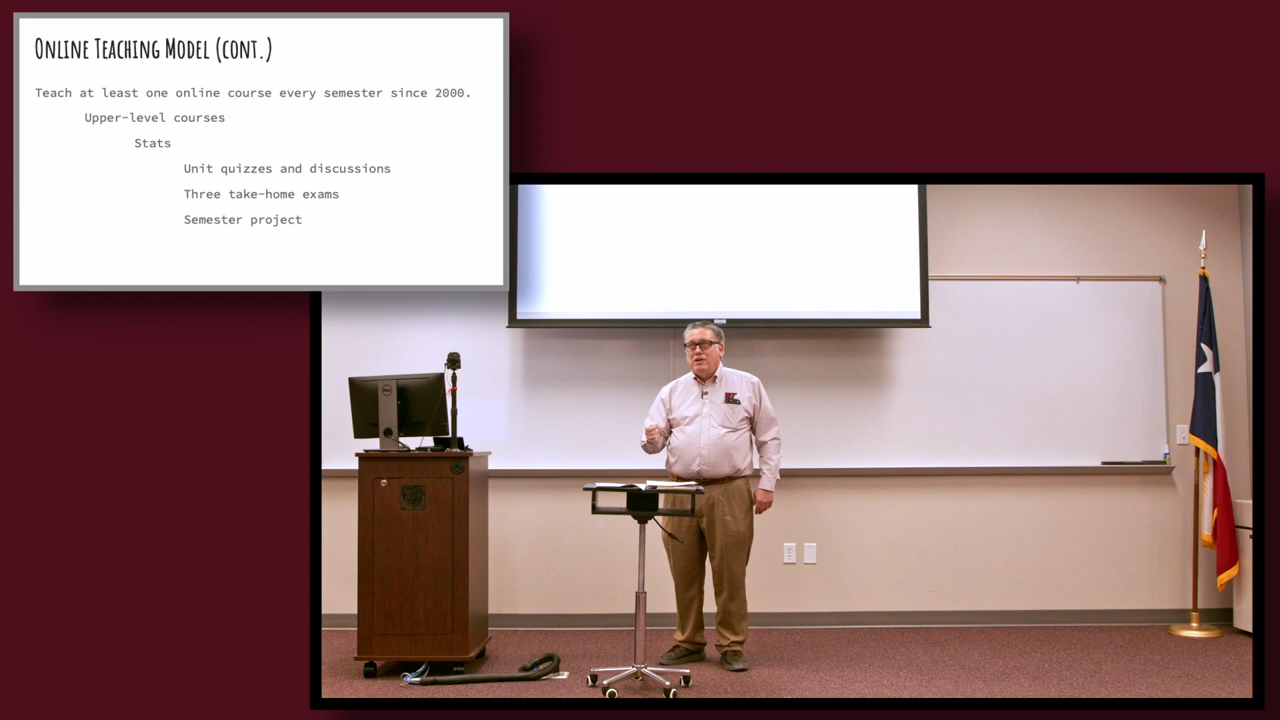 Online Teaching Model (cont.)
Teach at least one online course every semester since 2000.
Upper-level courses
Stats
Unit quizzes and discussions
Three take-home exams
Semester project